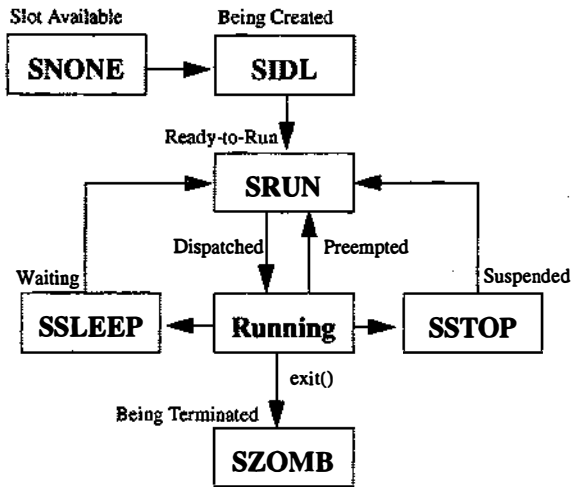 Slot Available
Being Created
SNONE
SIDL
Ready-to-Run
SRUN
Dispatched
Preempted
Waiting
Suspended
SSLEEP
Running
SSTOP
exit()
Being Terminated
SZOMB